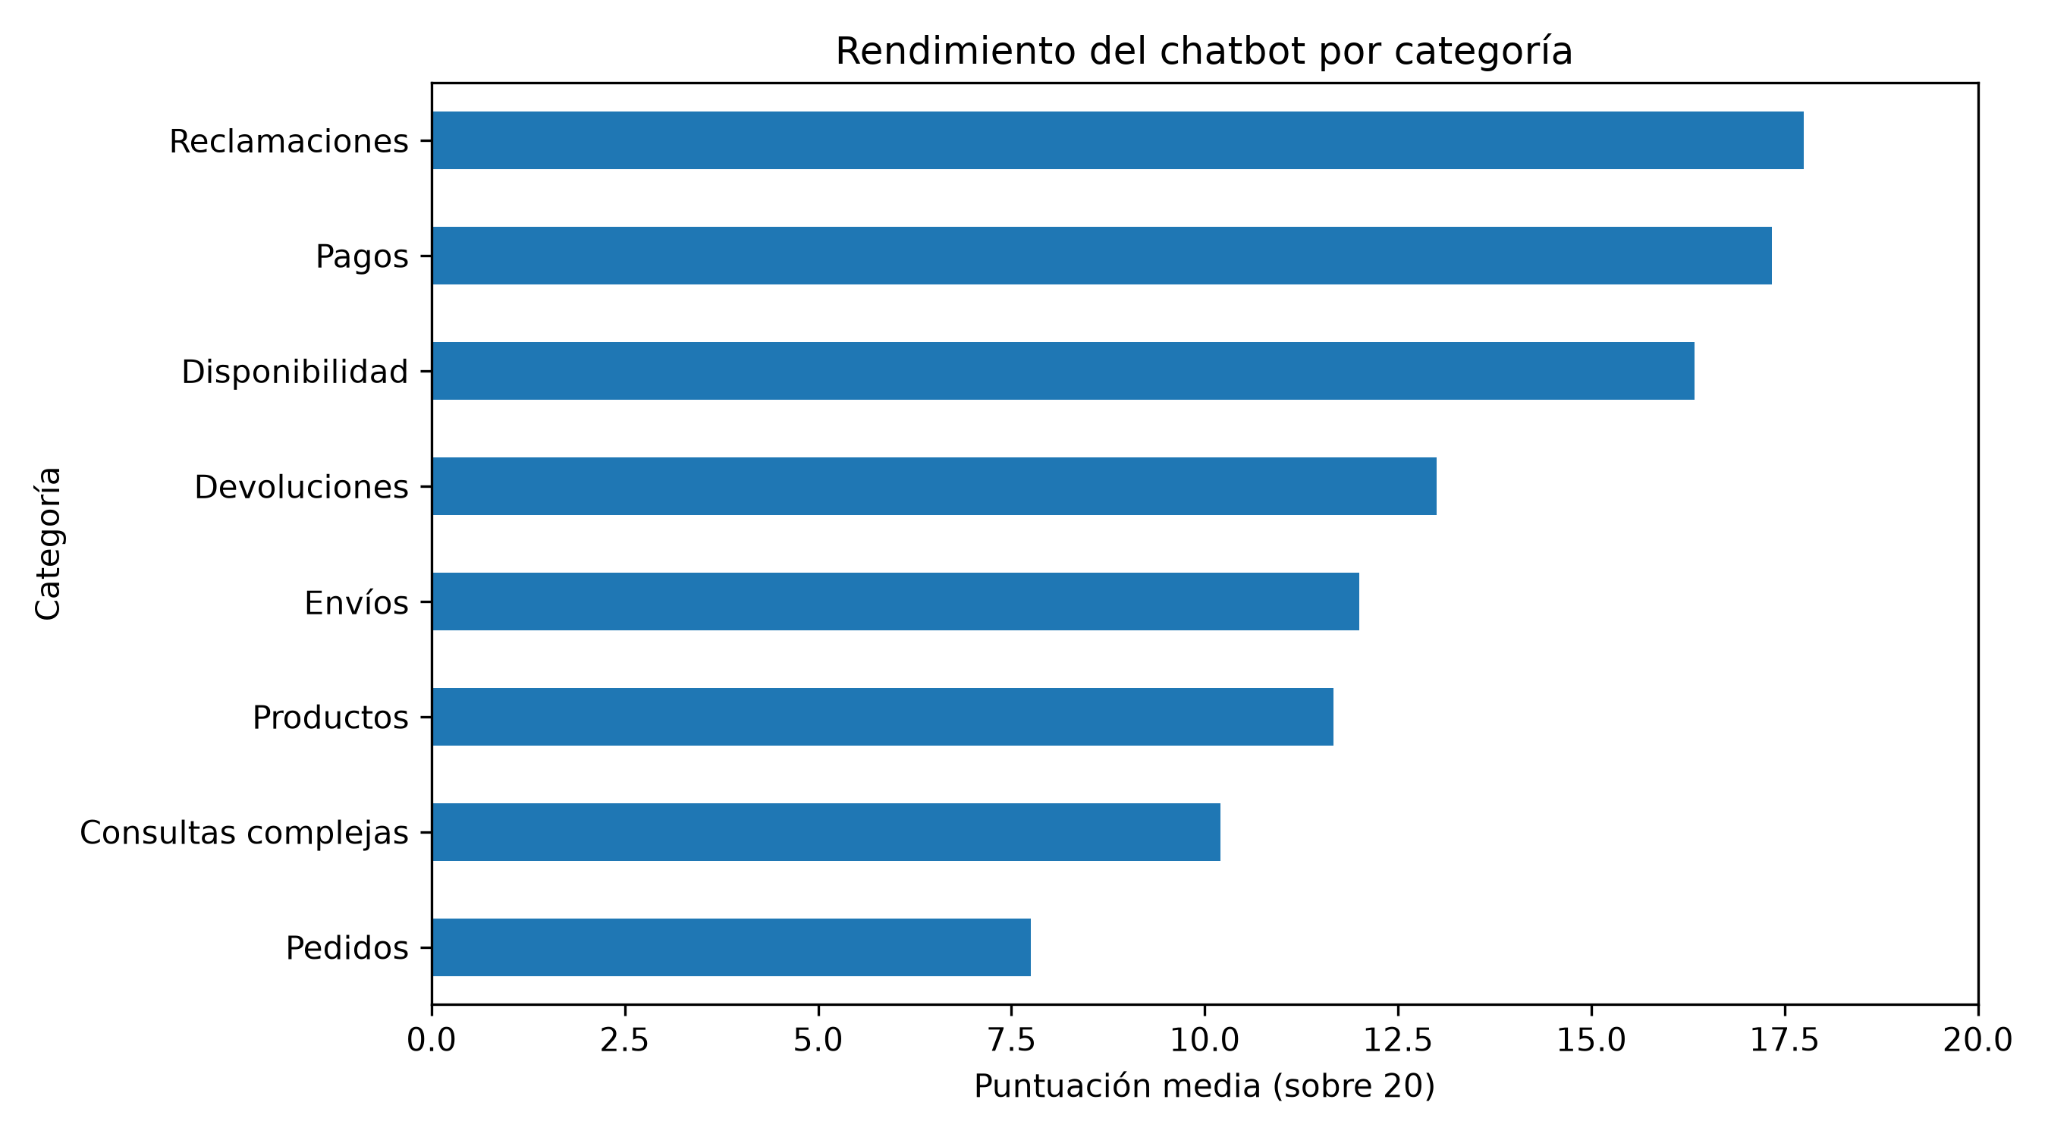 Rendimiento del chatbot por categoría
Reclamaciones
Pagos
Disponibilidad
Devoluciones
Envíos
Productos
Consultas complejas
Pedidos
Categoría
0.0 2.5 5.0 7.5 10.0 12.5 15.0 17.5 20.0
Puntuación media (sobre 20)